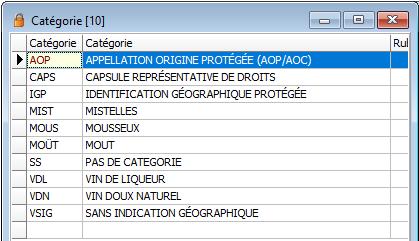 Catégorie [10]
Catégorie Catégorie Rul
AOP APPELLATION ORIGINE PROTÉGÉE (AOP/AOC)
CAPS CAPSULE REPRÉSENTATIVE DE DROITS
IGP IDENTIFICATION GÉOGRAPHIQUE PROTÉGÉE
MIST MISTELLES
MOUS MOUSSEUX
MOÜT MOUT
SS PAS DE CATEGORIE
VDL VIN DE LIQUEUR
VDN VIN DOUX NATUREL
VSIG SANS INDICATION GÉOGRAPHIQUE